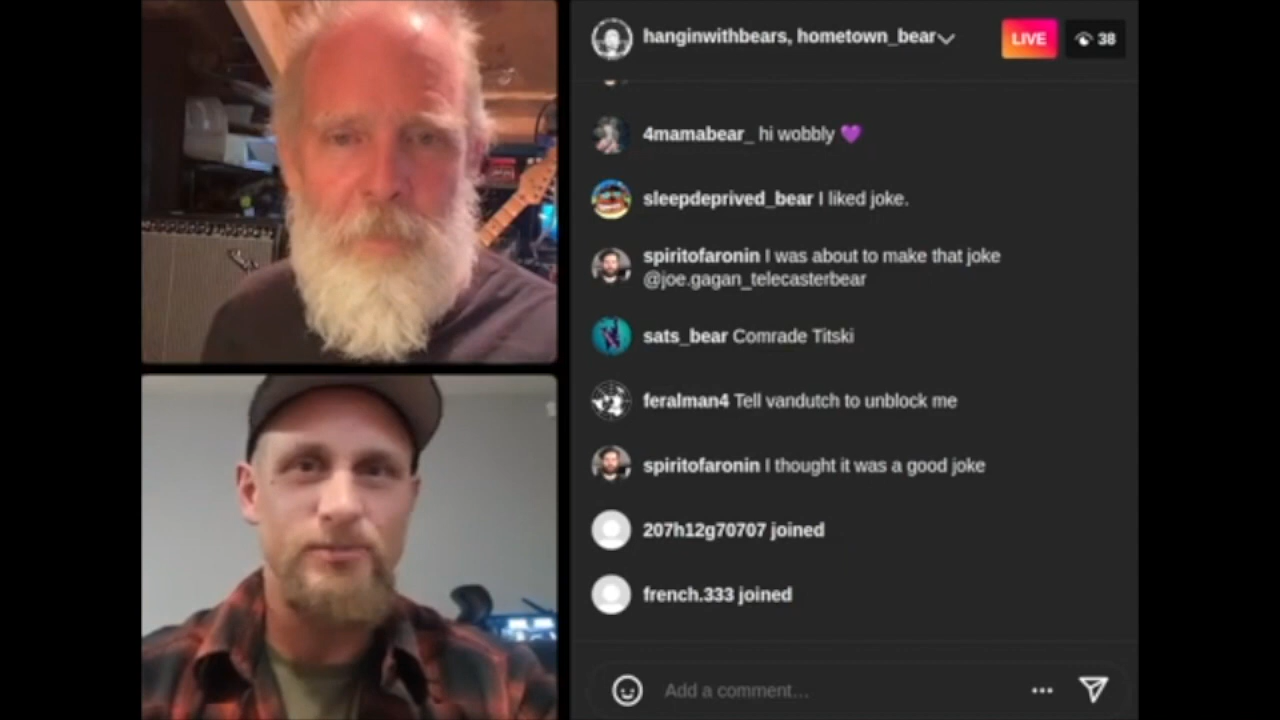 hanginwithbears, hometown_bear
LIVE
38
4mamabear_ hi wobbly 💜
sleepdeprived_bear I liked joke.
spiritofaronin I was about to make that joke
@joe.gagan_telecasterbear
sats_bear Comrade Titski
feralman4 Tell vandutch to unblock me
spiritofaronin I thought it was a good joke
207h12g70707 joined
french.333 joined
Add a comment...